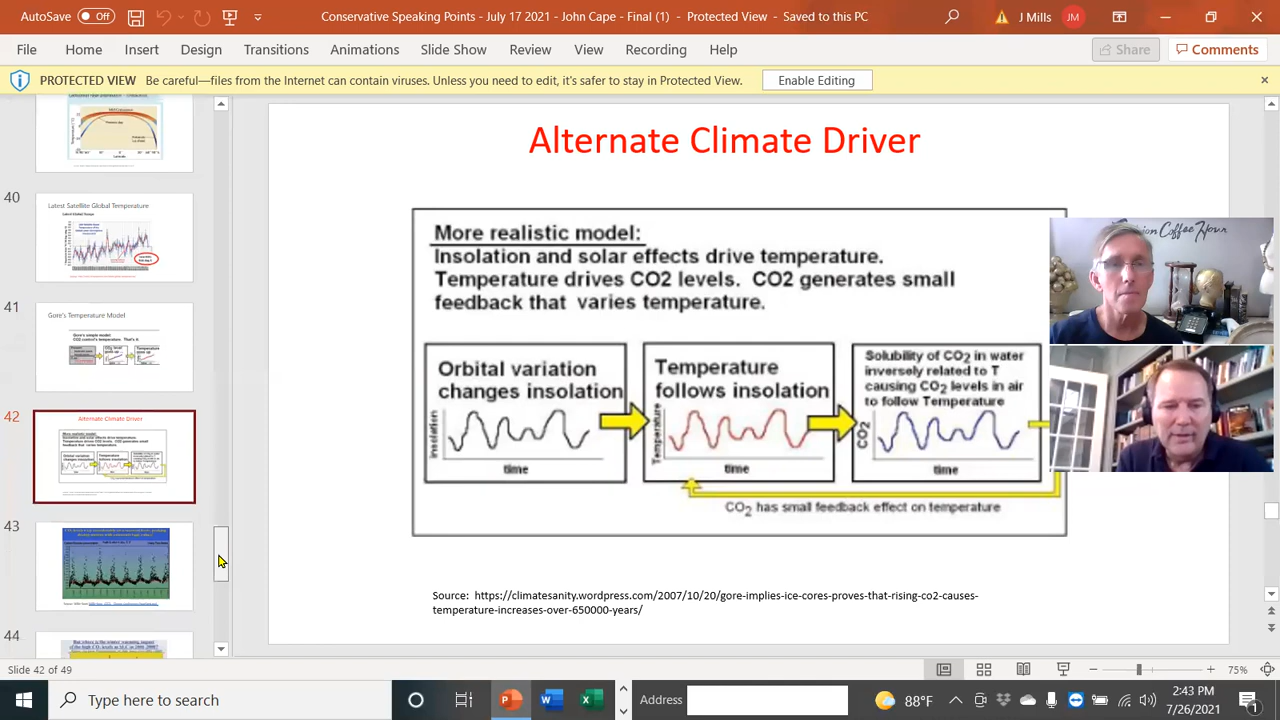 AutoSave Off
Conservative Speaking Points - July 17 2021 - John Cape - Final (1) - Protected View - Saved to this PC
J Mills
JM
File Home Insert Design Transitions Animations Slide Show Review View Recording Help
Share
Comments
PROTECTED VIEW Be careful—files from the Internet can contain viruses. Unless you need to edit, it's safer to stay in Protected View.
Enable Editing
40
Latest Satellite Global Temperature
41
Gore's Temperature Model
42
Alternate Climate Driver
43
44
Alternate Climate Driver
More realistic model:
Insolation and solar effects drive temperature.
Temperature drives CO2 levels. CO2 generates small
feedback that varies temperature.
Orbital variation
changes insolation
Insolation
time
Temperature
follows insolation
Temperature
time
Solubility of CO2 in water
inversely related to T
causing CO2 levels in air
to follow Temperature
CO2
time
CO2 has small feedback effect on temperature
Source: https://climatesanity.wordpress.com/2007/10/20/gore-implies-ice-cores-proves-that-rising-co2-causes-
temperature-increases-over-650000-years/
Slide 42 of 49
75%
Type here to search
Address
88°F
2:43 PM
7/26/2021
1